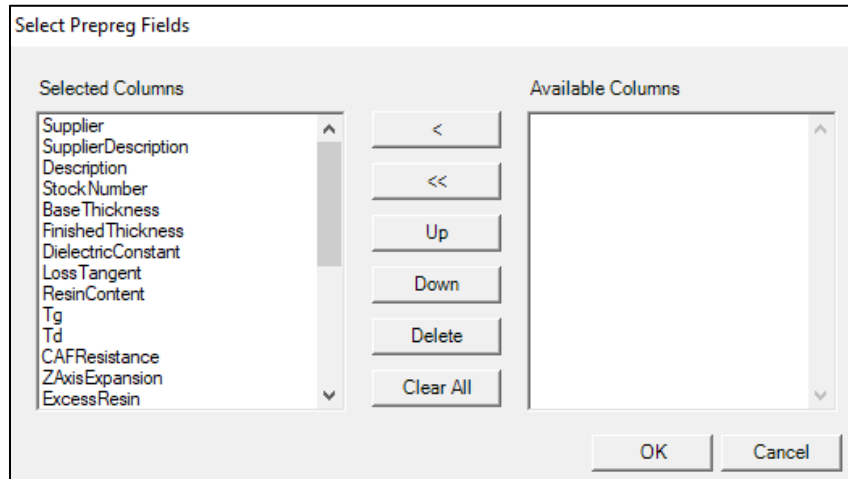 Select Prepreg Fields
Selected Columns
Supplier
SupplierDescription
Description
StockNumber
BaseThickness
FinishedThickness
DielectricConstant
LossTangent
ResinContent
Tg
Td
CAFResistance
ZAxisExpansion
ExcessResin
<
<<
Up
Down
Delete
Clear All
Available Columns
OK
Cancel